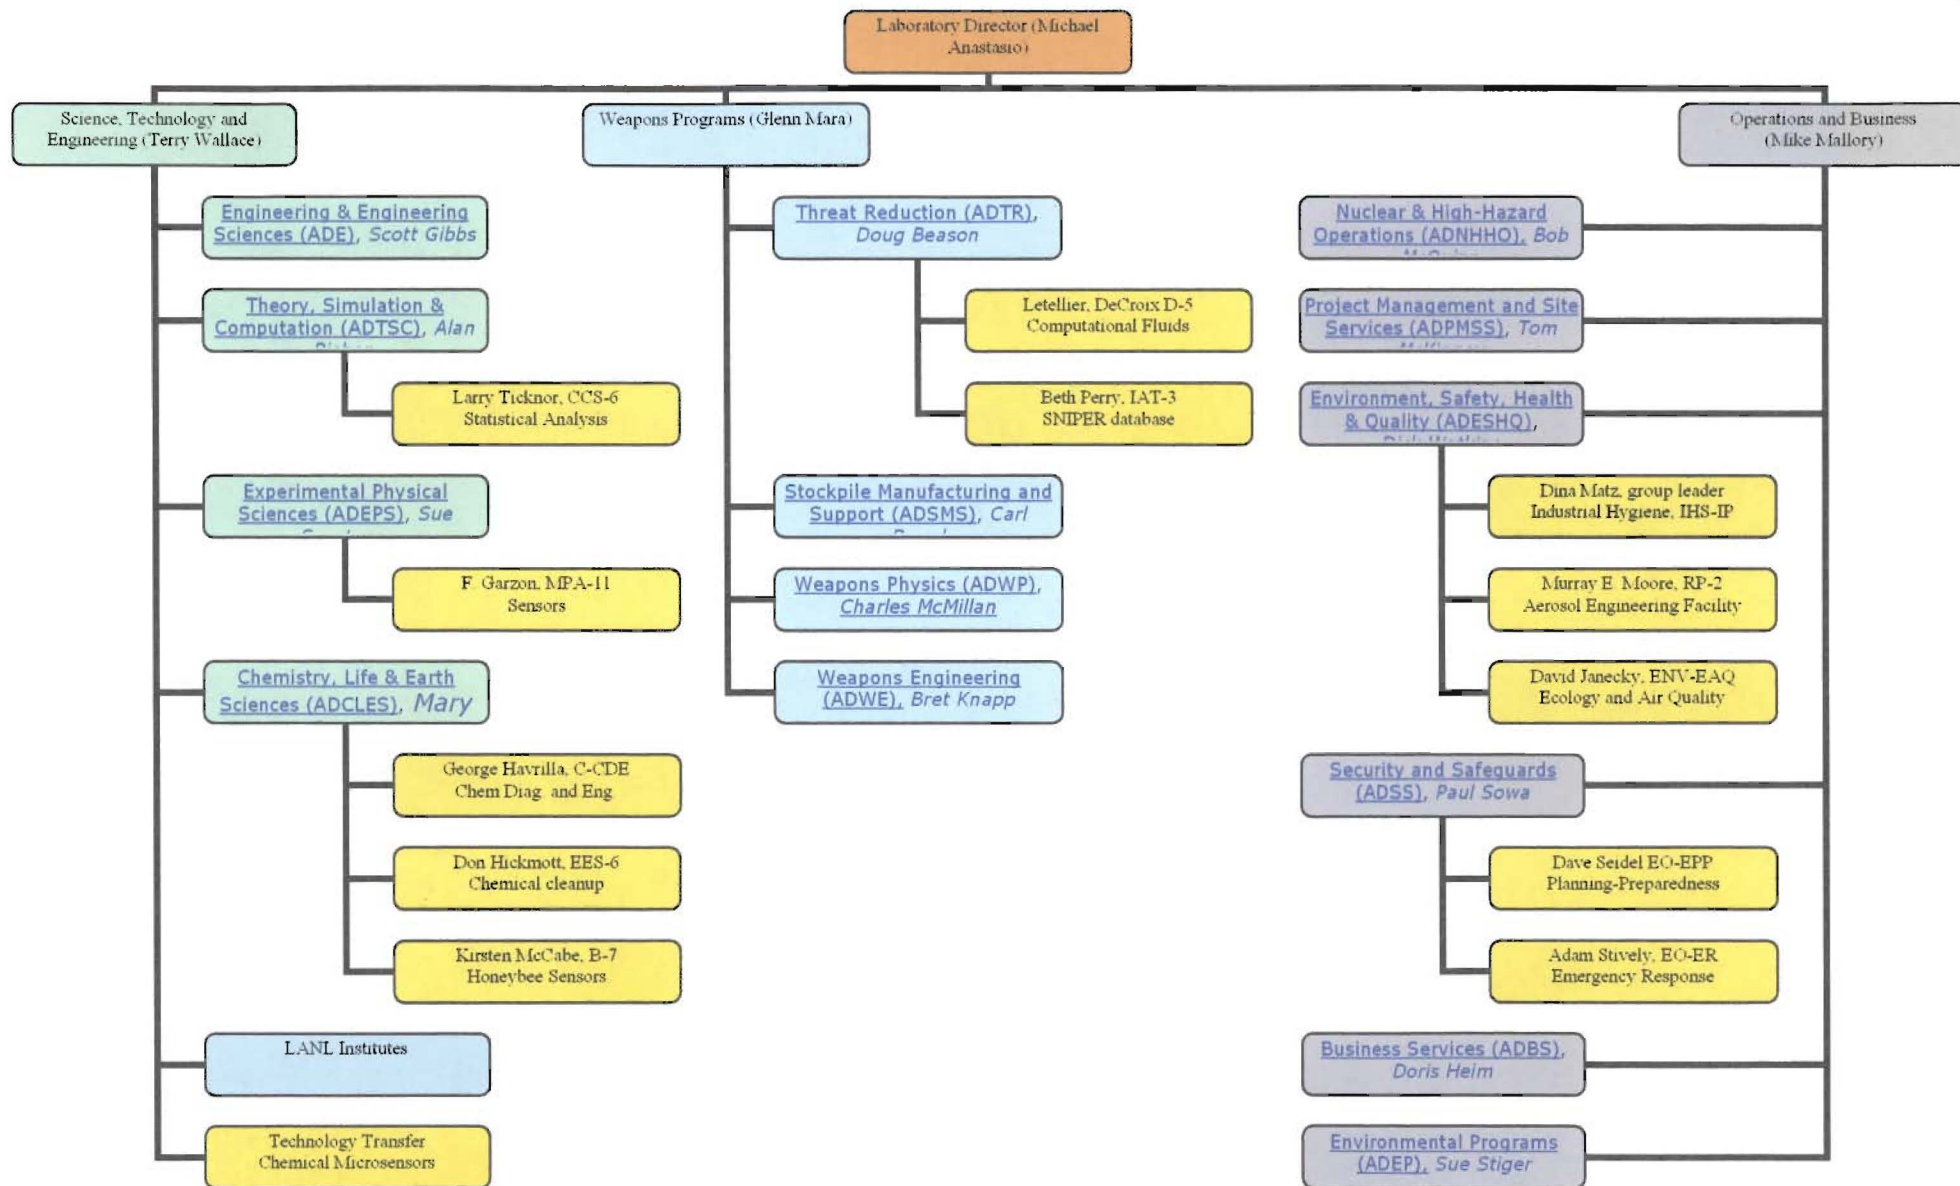 Laboratory Director (Michael
Anastasio)
Science, Technology and
Engineering (Terry Wallace)
Weapons Programs (Glenn Mara)
Operations and Business
(Mike Mallory)
Engineering & Engineering
Sciences (ADE), Scott Gibbs
Theory, Simulation &
Computation (ADTSC), Alan
Larry Ticknor, CCS-6
Statistical Analysis
Experimental Physical
Sciences (ADEPS), Sue
F. Garzon, MPA-11
Sensors
Chemistry, Life & Earth
Sciences (ADCLES), Mary
George Havrilla, C-CDE
Chem Diag and Eng
Don Hickmott, EES-6
Chemical cleanup
Kirsten McCabe, B-7
Honeybee Sensors
LANL Institutes
Technology Transfer
Chemical Microsensors
Threat Reduction (ADTR),
Doug Beason
Letellier, DeCroix D-5
Computational Fluids
Beth Perry, IAT-3
SNIPER database
Stockpile Manufacturing and
Support (ADSMS), Carl
Weapons Physics (ADWP),
Charles McMillan
Weapons Engineering
(ADWE), Bret Knapp
Nuclear & High-Hazard
Operations (ADNHHO), Bob
Project Management and Site
Services (ADPMSS), Tom
Environment, Safety, Health
& Quality (ADESHQ),
Dina Matz, group leader
Industrial Hygiene, IHS-IP
Murray E. Moore, RP-2
Aerosol Engineering Facility
David Janecky, ENV-EAQ
Ecology and Air Quality
Security and Safeguards
(ADSS), Paul Sowa
Dave Seidel EO-EPP
Planning-Preparedness
Adam Stively, EO-ER
Emergency Response
Business Services (ADBS),
Doris Heim
Environmental Programs
(ADEP), Sue Stiger